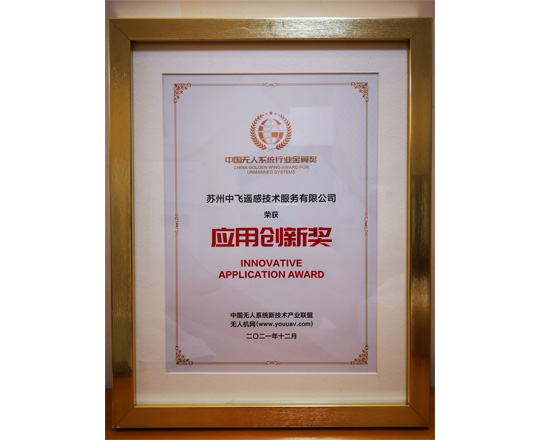 中国无人系统行业金翼奖
CHINA GOLDEN WING AWARD FOR
UNMANNED SYSTEMS
苏州中飞遥感技术服务有限公司
荣获
应用创新奖
INNOVATIVE
APPLICATION AWARD
中国无人系统新技术产业联盟
无人机网(www.youuav.com)
二〇二一年十二月